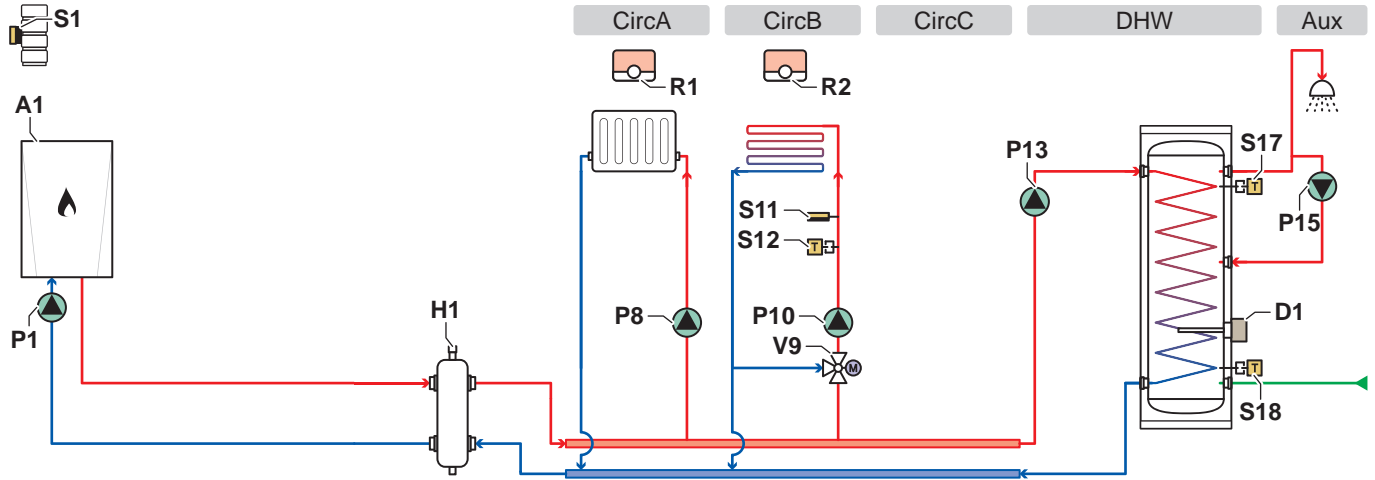 S1
CircA CircB CircC DHW Aux
R1 R2
A1
S17
P13
S11
P15
S12 T
T
H1
P8 P10
D1
P1
V9
M
T
S18